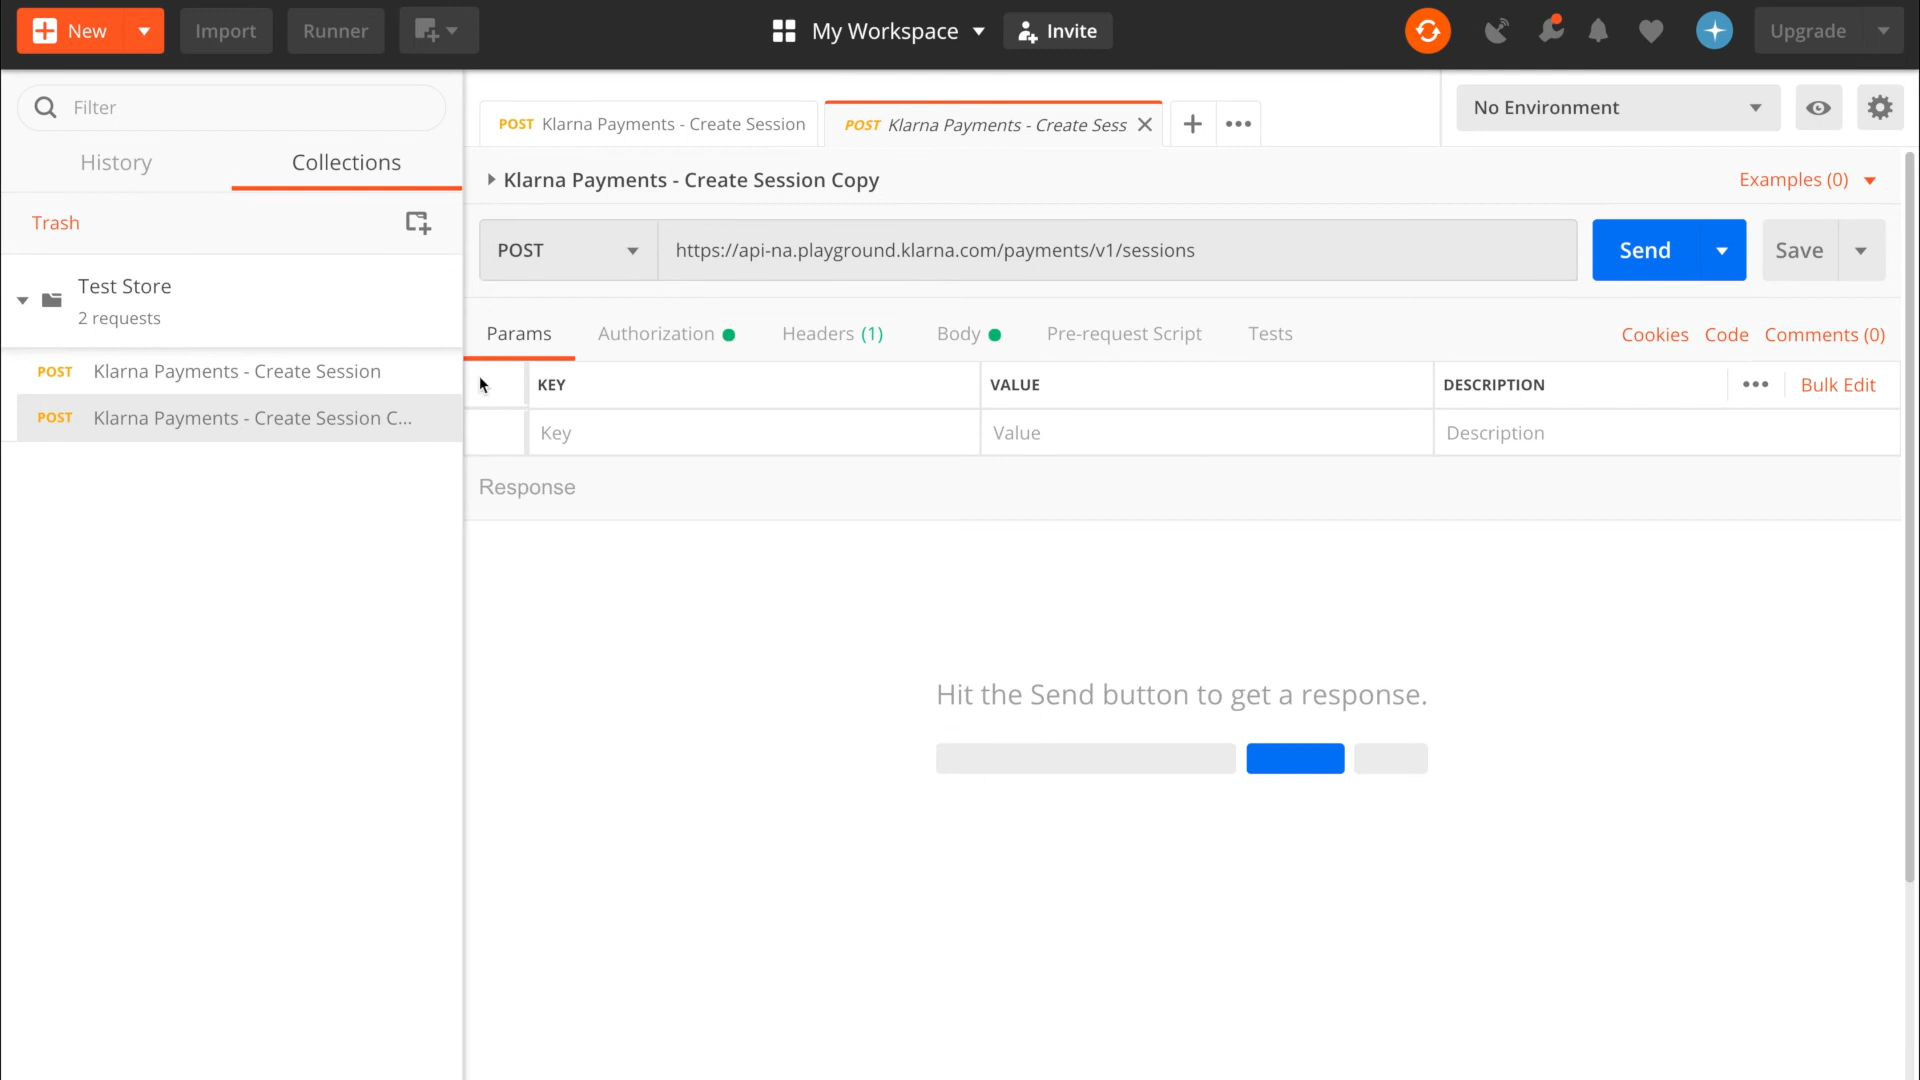 New Import Runner My Workspace Invite Upgrade
Filter
History Collections
Trash
Test Store
2 requests
POST Klarna Payments - Create Session
POST Klarna Payments - Create Session C...
POST Klarna Payments - Create Session POST Klarna Payments - Create Sess
No Environment
Klarna Payments - Create Session Copy Examples (0)
POST https://api-na.playground.klarna.com/payments/v1/sessions Send Save
Params Authorization Headers (1) Body Pre-request Script Tests Cookies Code Comments (0)
KEY VALUE DESCRIPTION Bulk Edit
Key Value Description
Response
Hit the Send button to get a response.